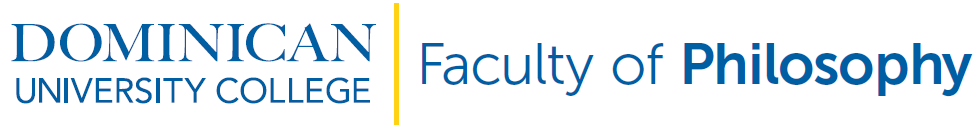 DOMINICAN
UNIVERSITY COLLEGE
Faculty of Philosophy